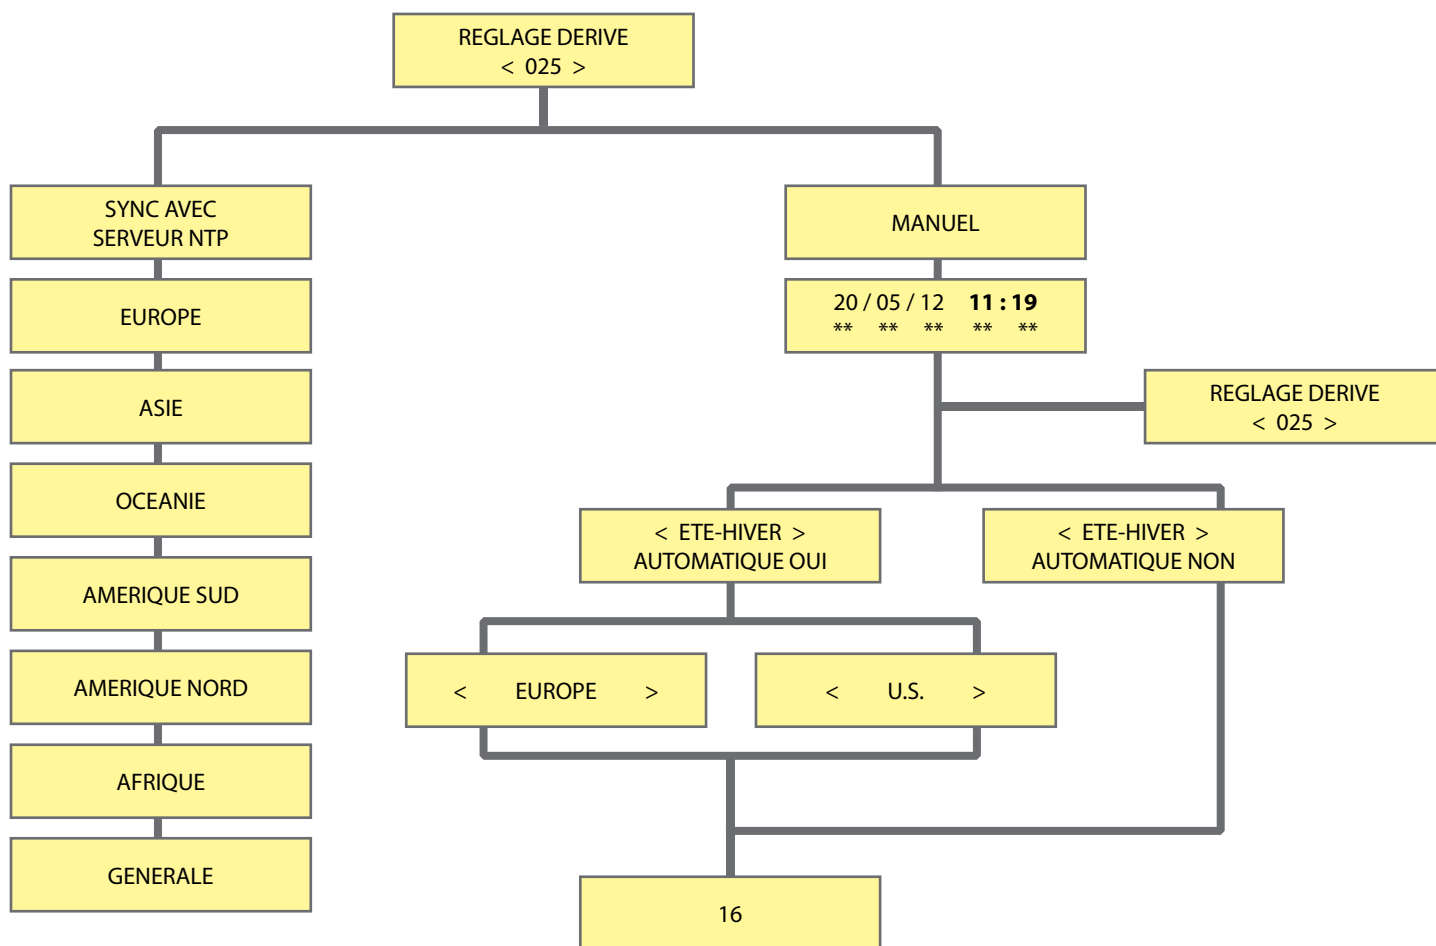 REGLAGE DERIVE
< 025 >
SYNC AVEC
SERVEUR NTP
EUROPE
ASIE
OCEANIE
AMERIQUE SUD
AMERIQUE NORD
AFRIQUE
GENERALE
MANUEL
20 / 05 / 12 11 : 19
** ** ** ** **
REGLAGE DERIVE
< 025 >
< ETE-HIVER >
AUTOMATIQUE OUI
< ETE-HIVER >
AUTOMATIQUE NON
< EUROPE >
< U.S. >
16